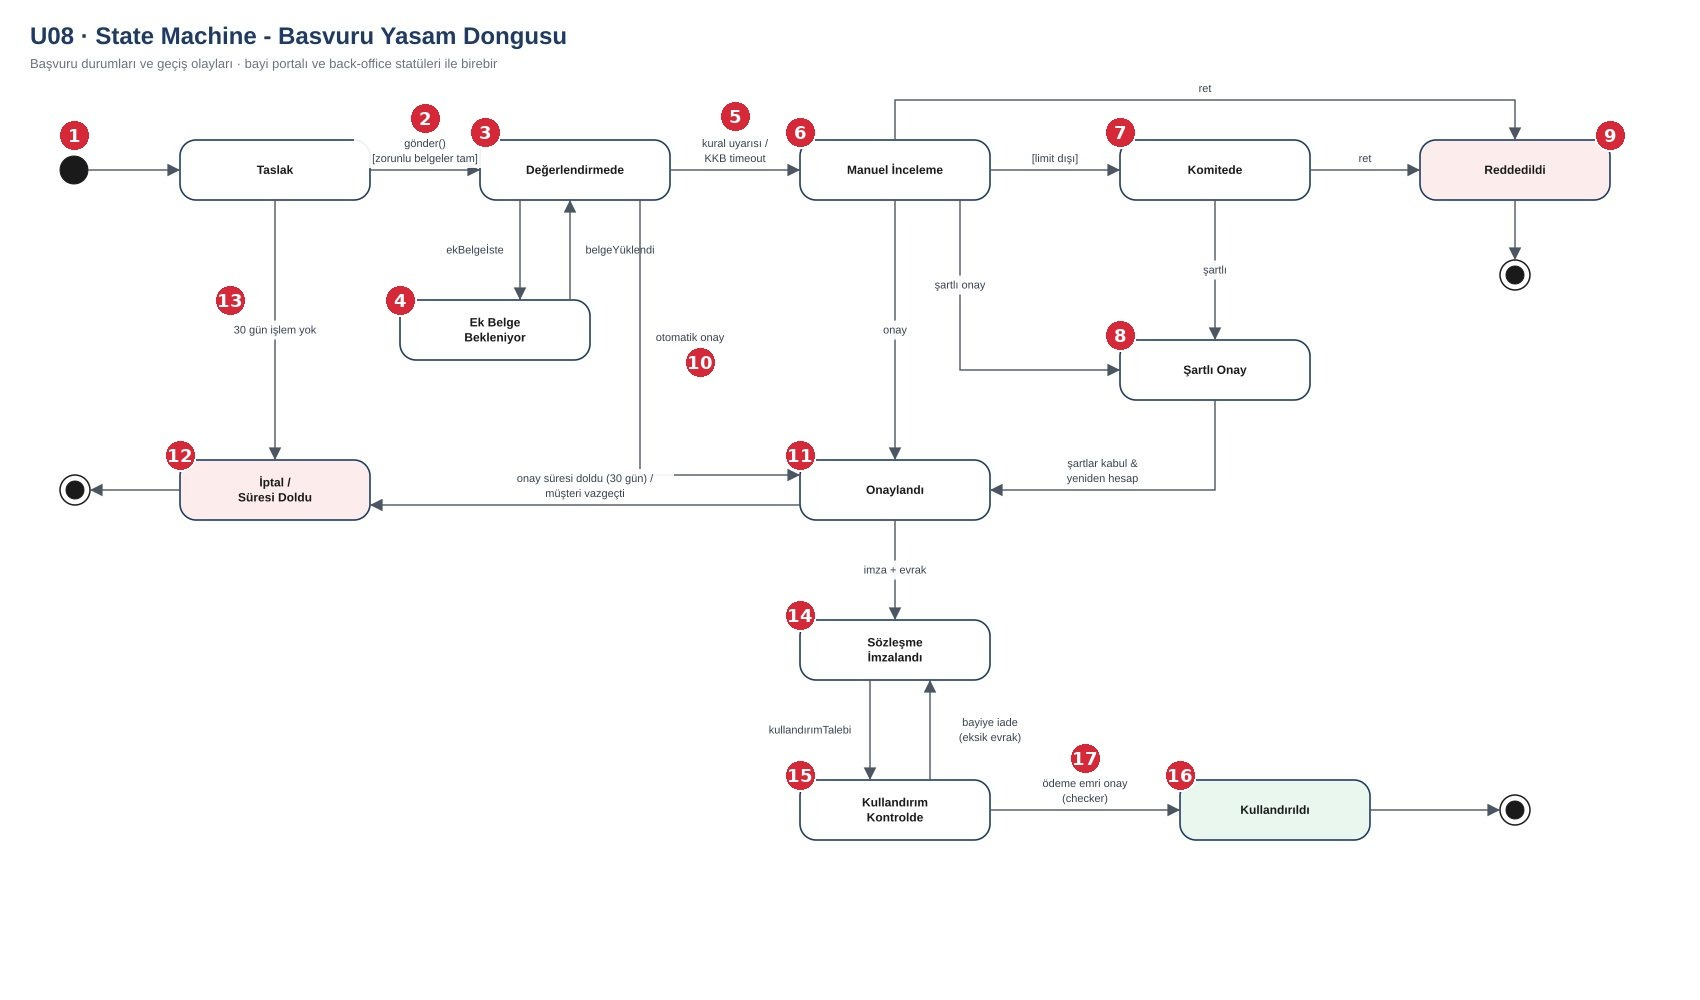 U08 · State Machine - Basvuru Yasam Dongusu
Başvuru durumları ve geçiş olayları · bayi portalı ve back-office statüleri ile birebir
ret
1
2
3
5
6
7
9
gönder()
[zorunlu belgeler tam]
kural uyarısı /
KKB timeout
[limit dışı]
ret
Taslak
Değerlendirmede
Manuel İnceleme
Komitede
Reddedildi
ekBelgeİste
belgeYüklendi
şartlı onay
şartlı
13
30 gün işlem yok
4
Ek Belge
Bekleniyor
otomatik onay
10
onay
8
Şartlı Onay
12
İptal /
Süresi Doldu
onay süresi doldu (30 gün) /
müşteri vazgeçti
11
Onaylandı
şartlar kabul &
yeniden hesap
imza + evrak
14
Sözleşme
İmzalandı
kullandırımTalebi
bayiye iade
(eksik evrak)
15
Kullandırım
Kontrolde
17
ödeme emri onay
(checker)
16
Kullandırıldı